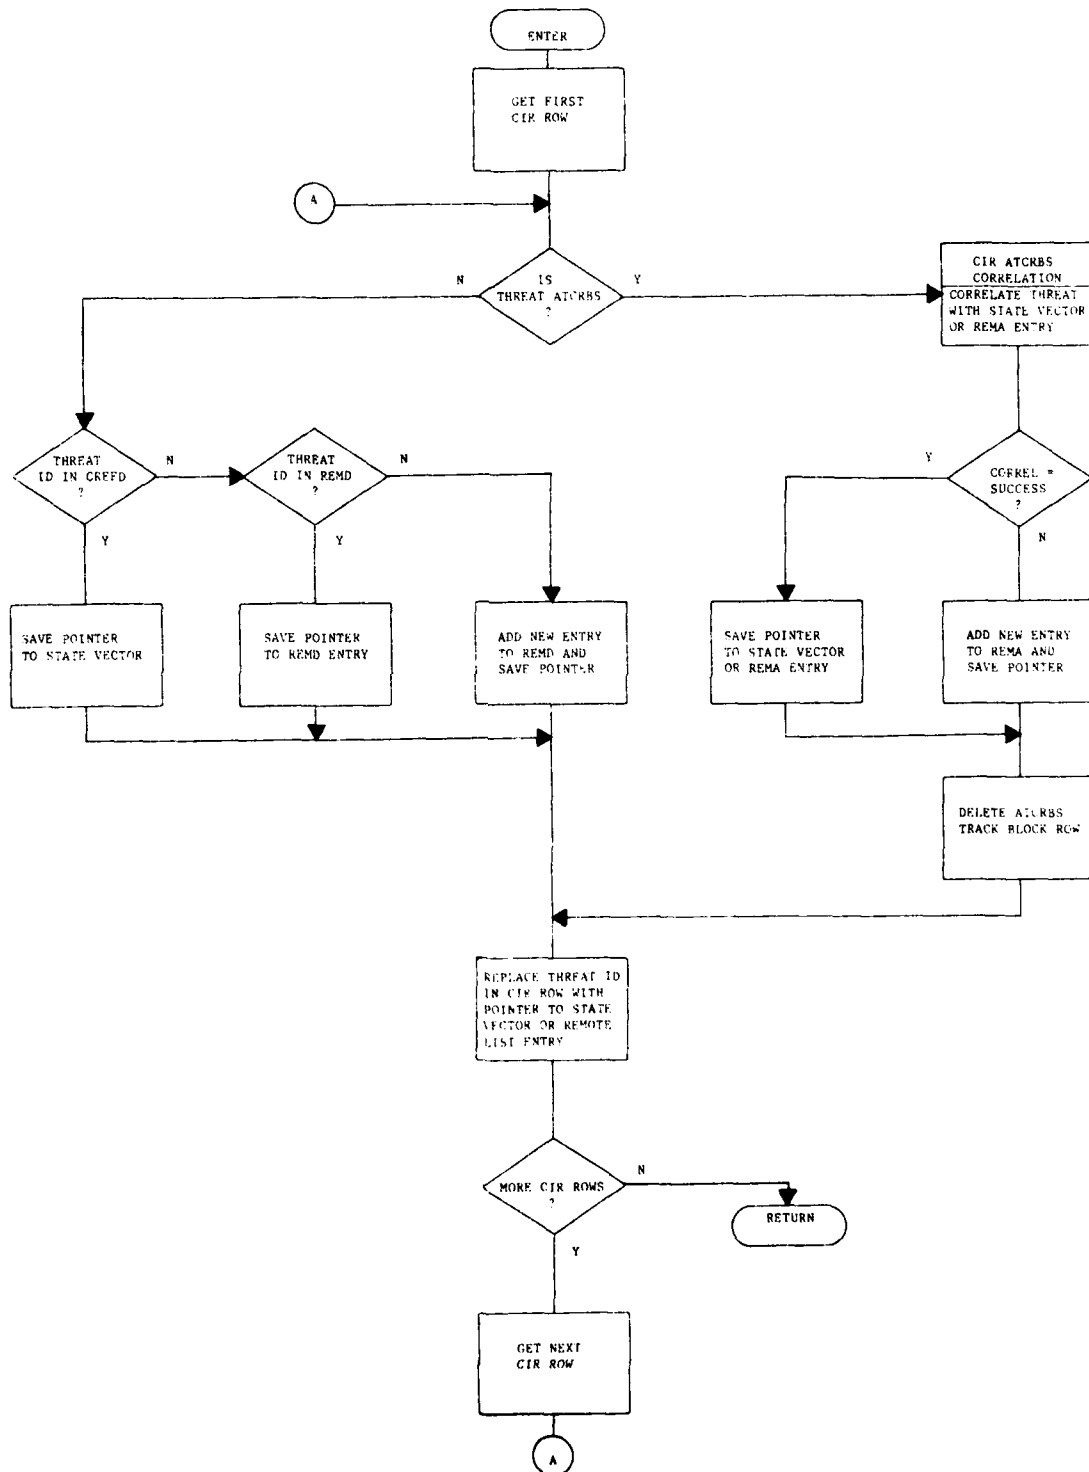 ENTER
GET FIRST
CIR ROW
A
IS
THREAT ATCRBS
?
N
Y
CIR ATCRBS
CORRELATION
CORRELATE THREAT
WITH STATE VECTOR
OR REMA ENTRY
THREAT
ID IN CREFD
?
N
Y
THREAT
ID IN REMD
?
N
Y
CORREL =
SUCCESS
?
Y
N
SAVE POINTER
TO STATE VECTOR
SAVE POINTER
TO REMD ENTRY
ADD NEW ENTRY
TO REMD AND
SAVE POINTER
SAVE POINTER
TO STATE VECTOR
OR REMA ENTRY
ADD NEW ENTRY
TO REMA AND
SAVE POINTER
DELETE ATCRBS
TRACK BLOCK ROW
REPLACE THREAT ID
IN CIR ROW WITH
POINTER TO STATE
VECTOR OR REMOTE
LIST ENTRY
MORE CIR ROWS
?
N
Y
RETURN
GET NEXT
CIR ROW
A